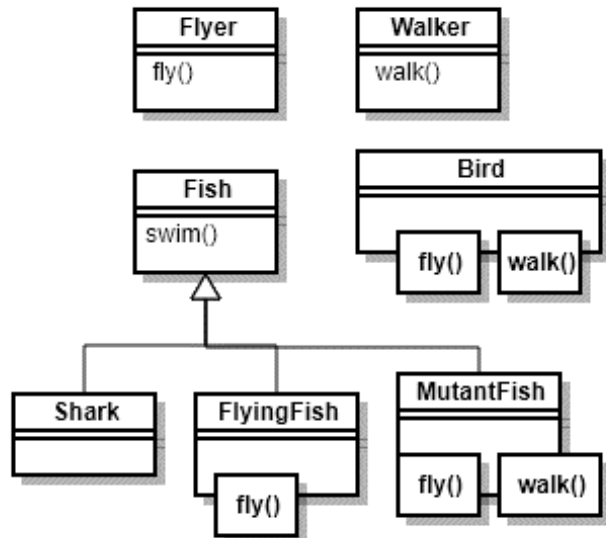 Flyer
fly()
Walker
walk()
Fish
swim()
Bird
fly()
walk()
Shark
FlyingFish
fly()
MutantFish
fly()
walk()